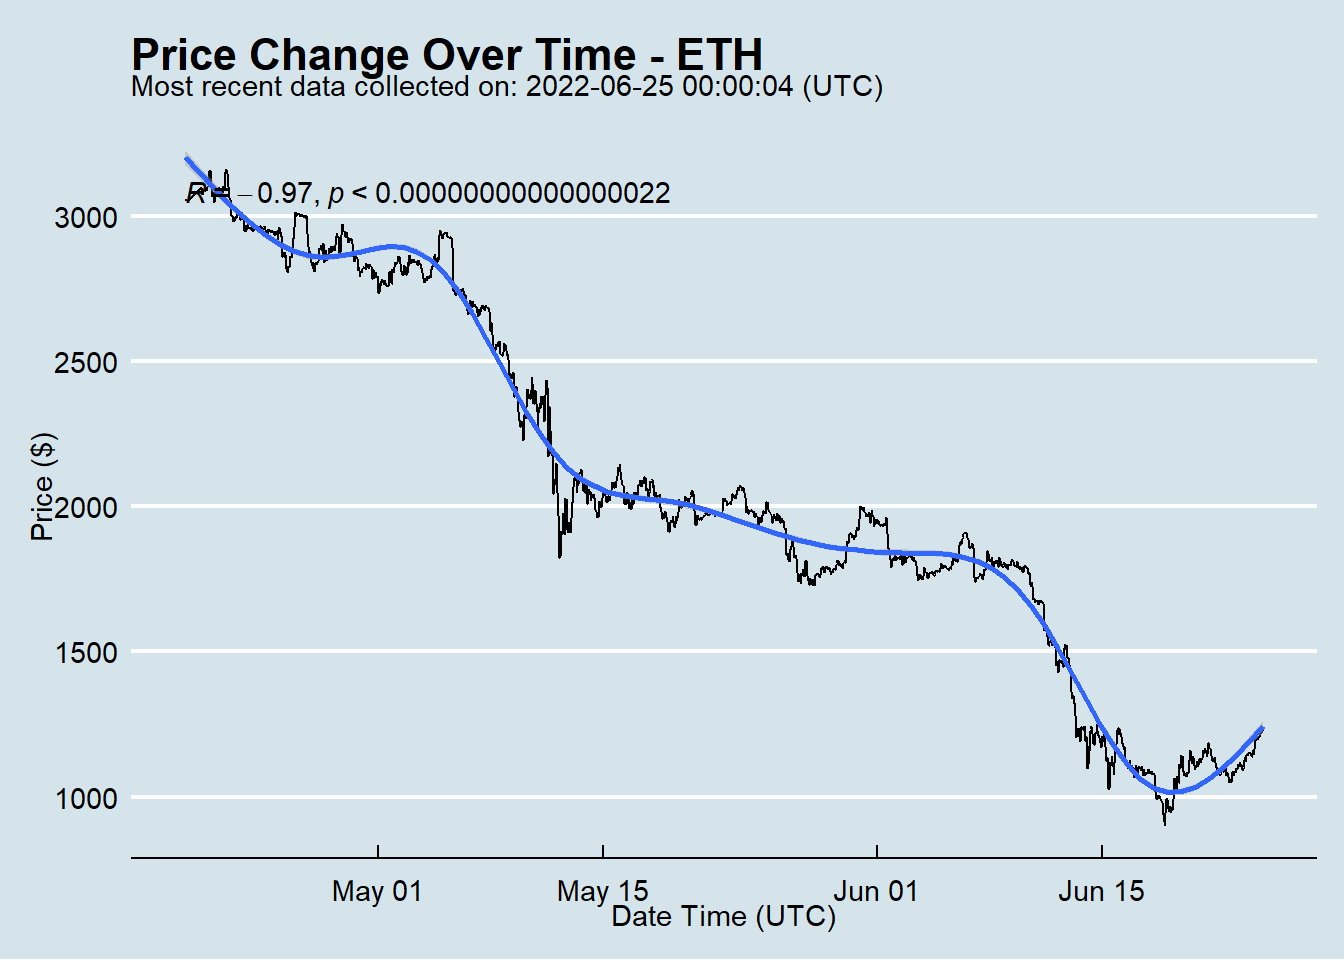 Price Change Over Time - ETH
Most recent data collected on: 2022-06-25 00:00:04 (UTC)
R = −0.97, p < 0.00000000000000022
3000
2500
2000
1500
1000
Price ($)
May 01 May 15 Jun 01 Jun 15
Date Time (UTC)